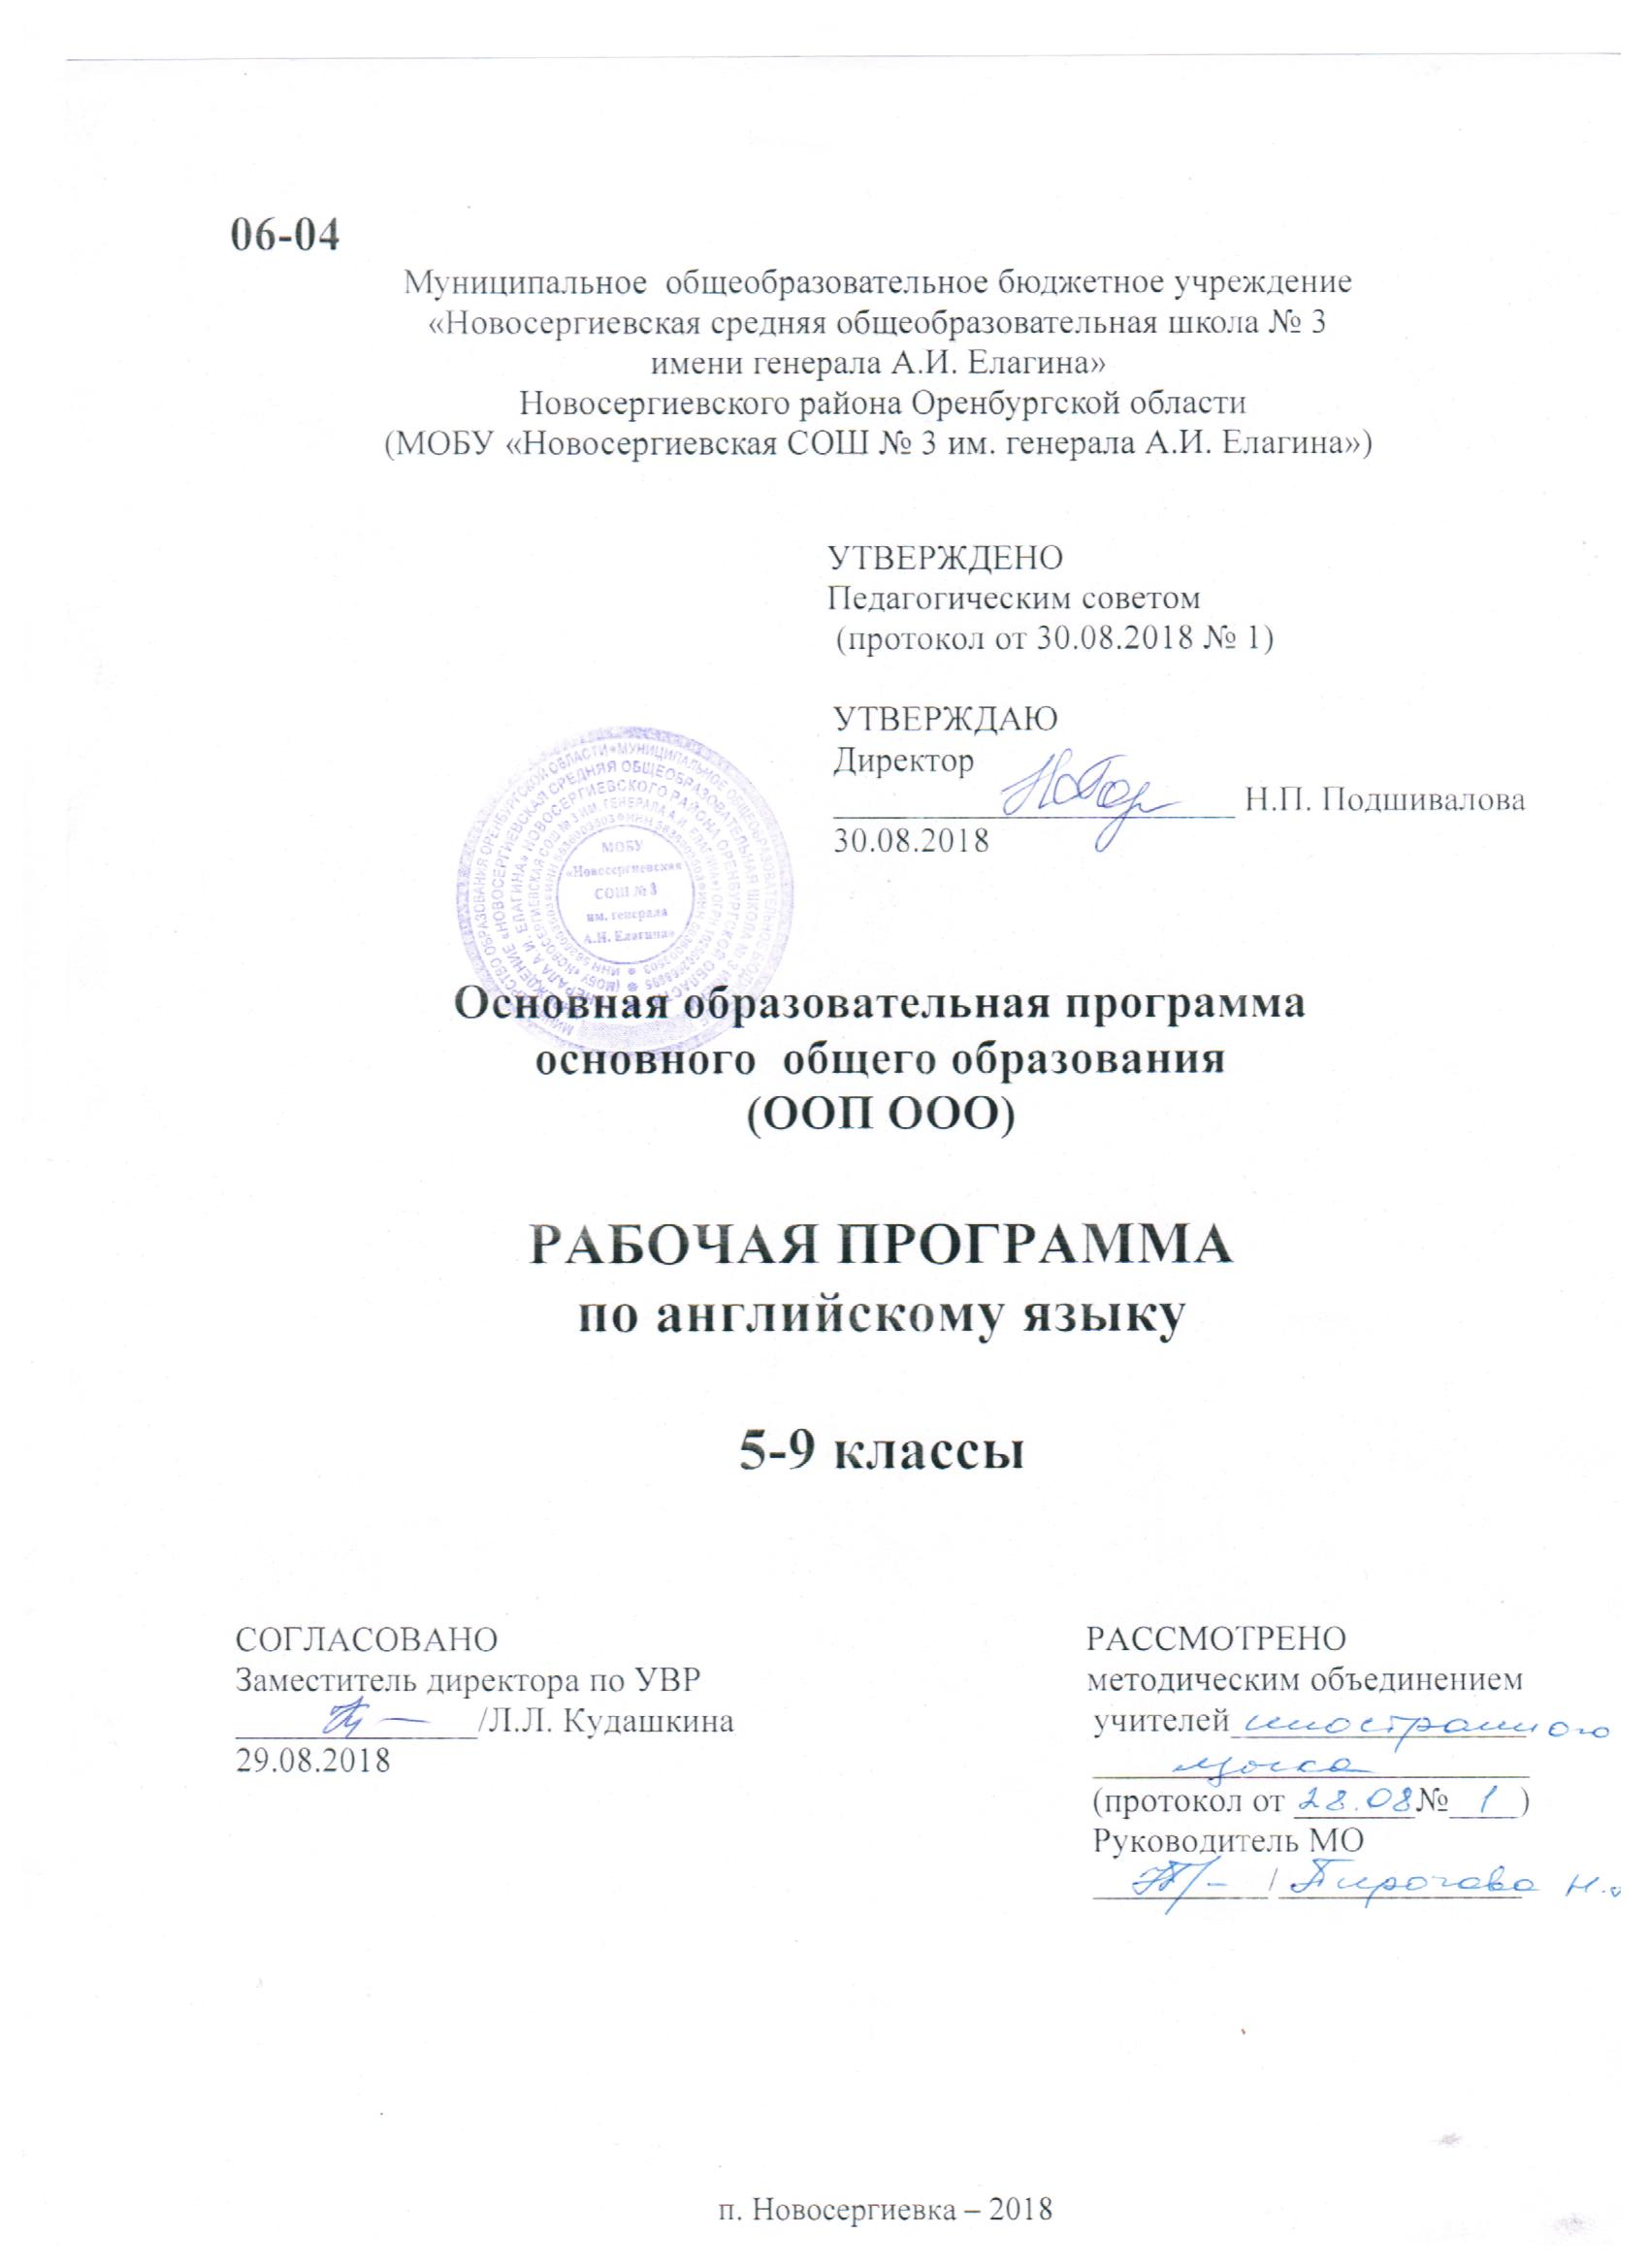 06-04
Муниципальное общеобразовательное бюджетное учреждение
«Новосергиевская средняя общеобразовательная школа № 3
имени генерала А.И. Елагина»
Новосергиевского района Оренбургской области
(МОБУ «Новосергиевская СОШ № 3 им. генерала А.И. Елагина»)
УТВЕРЖДЕНО
Педагогическим советом
(протокол от 30.08.2018 № 1)
УТВЕРЖДАЮ
Директор
Н.П. Подшивалова
30.08.2018
МОБУ
«Новосергиевская
СОШ № 3
им. генерала
А.И. Елагина»
Основная образовательная программа
основного общего образования
(ООП ООО)
РАБОЧАЯ ПРОГРАММА
по английскому языку
5-9 классы
СОГЛАСОВАНО
Заместитель директора по УВР
/Л.Л. Кудашкина
29.08.2018
РАССМОТРЕНО
методическим объединением
учителей иностранного
языка
(протокол от 28.08 № 1)
Руководитель МО
/ Пирогова Н.
п. Новосергиевка – 2018